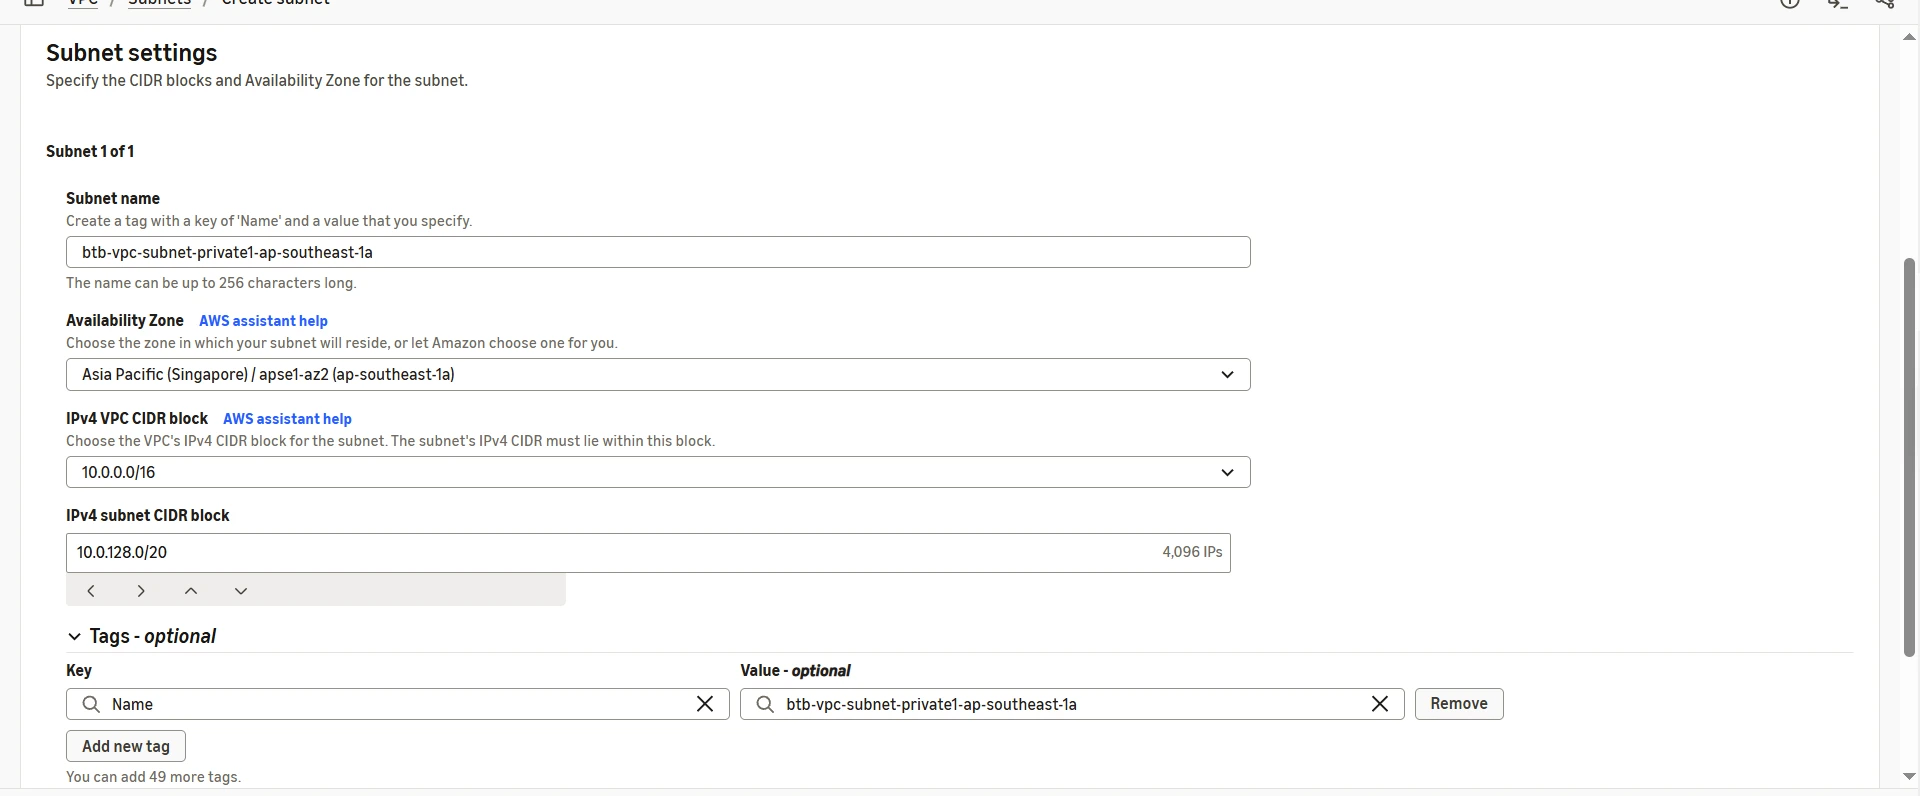 VPC / Subnets / Create subnet
Subnet settings
Specify the CIDR blocks and Availability Zone for the subnet.
Subnet 1 of 1
Subnet name
Create a tag with a key of 'Name' and a value that you specify.
btb-vpc-subnet-private1-ap-southeast-1a
The name can be up to 256 characters long.
Availability Zone AWS assistant help
Choose the zone in which your subnet will reside, or let Amazon choose one for you.
Asia Pacific (Singapore) / apse1-az2 (ap-southeast-1a)
IPv4 VPC CIDR block AWS assistant help
Choose the VPC's IPv4 CIDR block for the subnet. The subnet's IPv4 CIDR must lie within this block.
10.0.0.0/16
IPv4 subnet CIDR block
10.0.128.0/20 4,096 IPs
Tags - optional
Key Value - optional
Name btb-vpc-subnet-private1-ap-southeast-1a Remove
Add new tag
You can add 49 more tags.